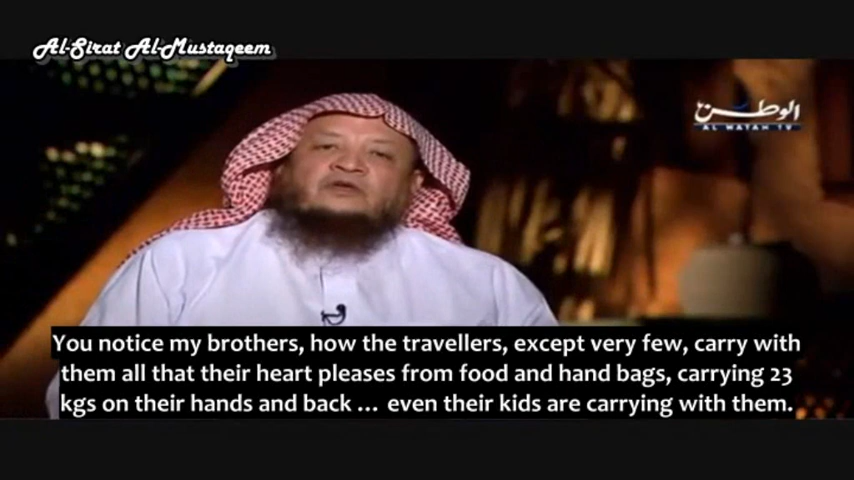 Al-Sirat Al-Mustaqeem
الوطن
AL WATAN TV
You notice my brothers, how the travellers, except very few, carry with
them all that their heart pleases from food and hand bags, carrying 23
kgs on their hands and back ... even their kids are carrying with them.